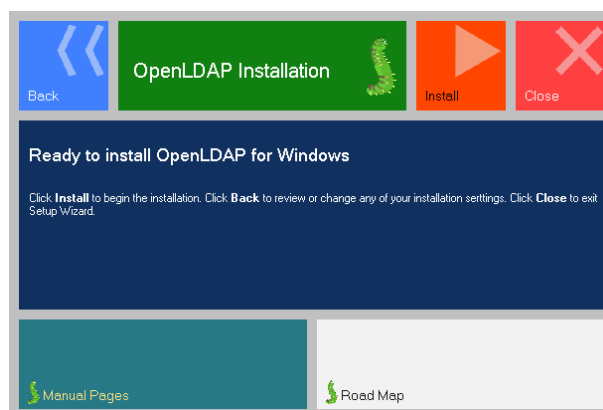 Back
OpenLDAP Installation
Install
Close
Ready to install OpenLDAP for Windows
Click Install to begin the installation. Click Back to review or change any of your installation serttings. Click Close to exit
Setup Wizard.
Manual Pages
Road Map